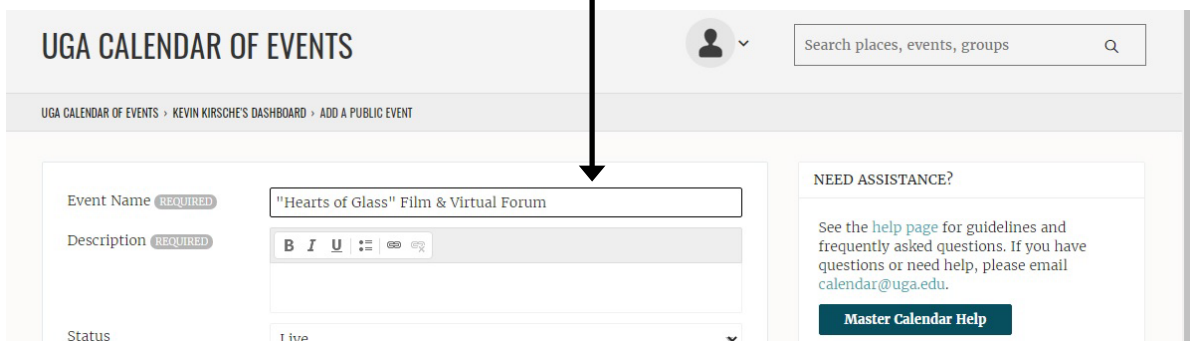 UGA CALENDAR OF EVENTS
Search places, events, groups
UGA CALENDAR OF EVENTS › KEVIN KIRSCHE'S DASHBOARD › ADD A PUBLIC EVENT
Event Name REQUIRED
"Hearts of Glass" Film & Virtual Forum
Description REQUIRED
B I U
Status
Live
NEED ASSISTANCE?
See the help page for guidelines and
frequently asked questions. If you have
questions or need help, please email
calendar@uga.edu.
Master Calendar Help